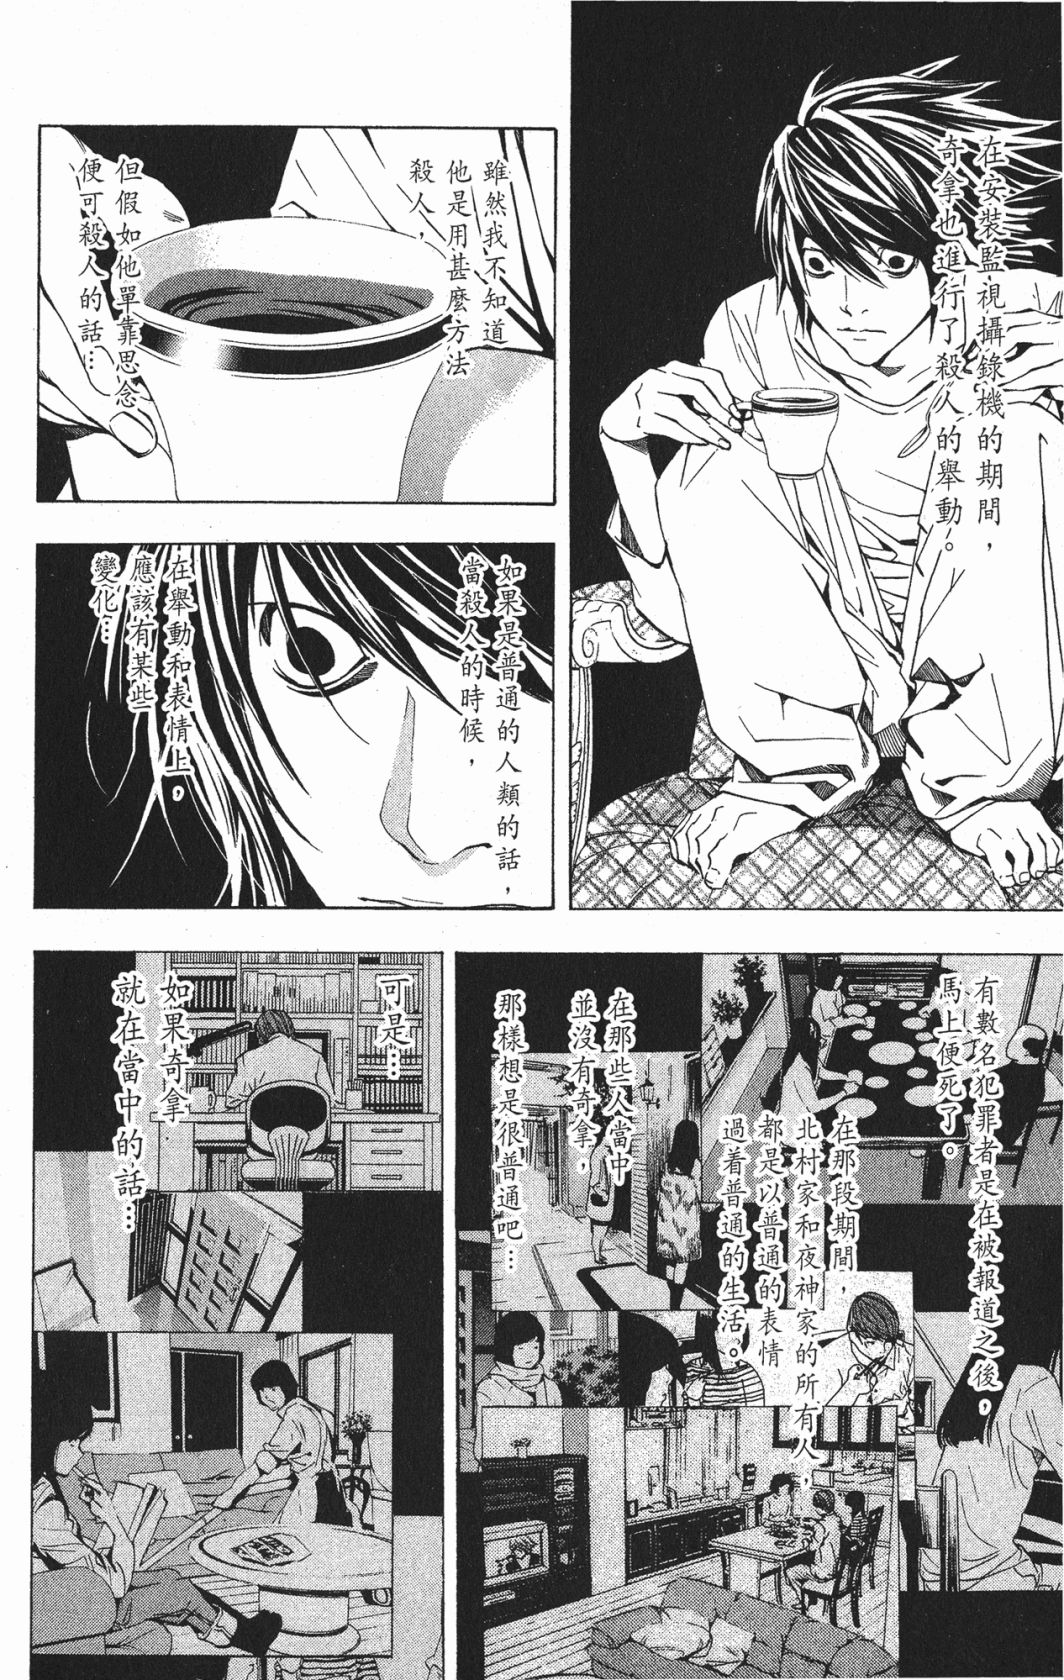 在安裝監視攝錄機的期間，
奇拿也進行了殺人的舉動。
雖然我不知道
他是用甚麼方法
殺人，
但假如他單靠思念
便可殺人的話…
如果是普通的人類的話，
當殺人的時候，
在舉動和表情上，
應該有某些
變化…
有數名犯罪者是在被報道之後，
馬上便死了。
在那段期間，
北村家和夜神家的所有人，
都是以普通的表情
過着普通的生活。
在那些人當中
並沒有奇拿，
那樣想是很普通吧…
可是…
如果奇拿
就在當中的話…